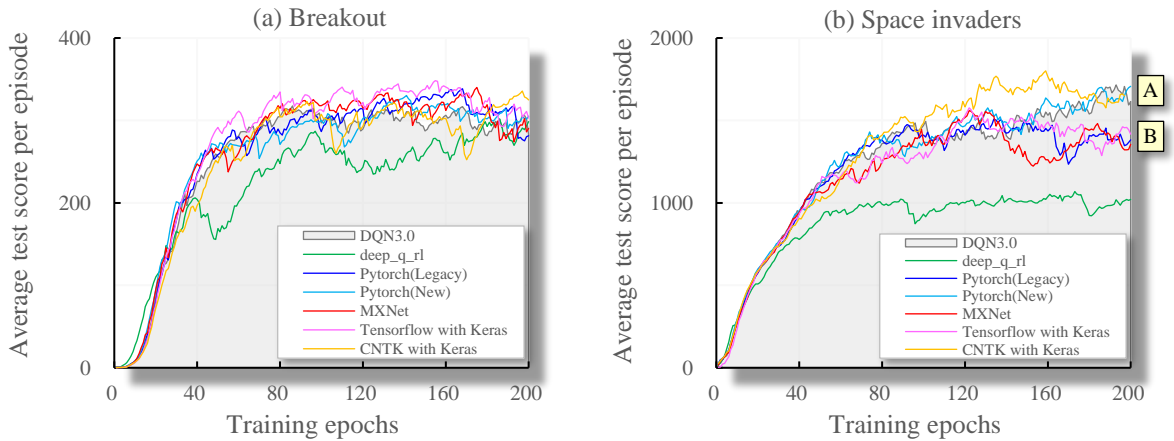 (a) Breakout
Average test score per episode
400
200
0
0
40
80
120
160
200
Training epochs
DQN3.0
deep_q_rl
Pytorch(Legacy)
Pytorch(New)
MXNet
Tensorflow with Keras
CNTK with Keras
(b) Space invaders
Average test score per episode
2000
1000
0
0
40
80
120
160
200
Training epochs
DQN3.0
deep_q_rl
Pytorch(Legacy)
Pytorch(New)
MXNet
Tensorflow with Keras
CNTK with Keras
A
B